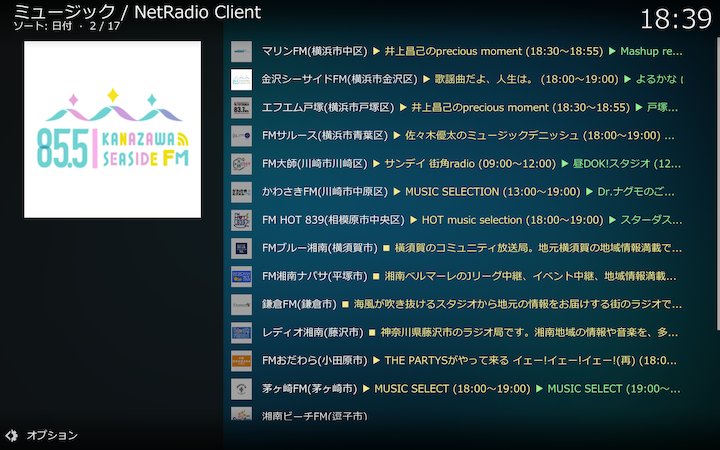 ミュージック / NetRadio Client
ソート: 日付 ・ 2 / 17
18:39
85.5 KANAZAWA
SEASIDE FM
マリンFM(横浜市中区) ▶ 井上昌己のprecious moment (18:30〜18:55) ▶ Mashup re...
金沢シーサイドFM(横浜市金沢区) ▶ 歌謡曲だよ、人生は。 (18:00〜19:00) ▶ よるかな (
エフエム戸塚(横浜市戸塚区) ▶ 井上昌己のprecious moment (18:30〜18:55) ▶ 戸塚...
FMサルース(横浜市青葉区) ▶ 佐々木優太のミュージックデニッシュ (18:00〜19:00) ...
FM大師(川崎市川崎区) ▶ サンデイ 街角radio (09:00〜12:00) ▶ 昼DOK!スタジオ (12...
かわさきFM(川崎市中原区) ▶ MUSIC SELECTION (13:00〜19:00) ▶ Dr.ナグモのご...
FM HOT 839(相模原市中央区) ▶ HOT music selection (18:00〜19:00) ▶ スターダス...
FMブルー湘南(横須賀市) ■ 横須賀のコミュニティ放送局。地元横須賀の地域情報満載で...
FM湘南ナパサ(平塚市) ■ 湘南ベルマーレのJリーグ中継、イベント中継、地域情報満載...
鎌倉FM(鎌倉市) ■ 海風が吹き抜けるスタジオから地元の情報をお届けする街のラジオで...
レディオ湘南(藤沢市) ■ 神奈川県藤沢市のラジオ局です。湘南地域の情報や音楽を、多...
FMおだわら(小田原市) ▶ THE PARTYSがやって来る イェー!イェー!イェー!(再) (18:0...
茅ヶ崎FM(茅ヶ崎市) ▶ MUSIC SELECT (18:00〜19:00) ▶ MUSIC SELECT (19:00〜...
湘南ビーチFM(逗子市)
オプション